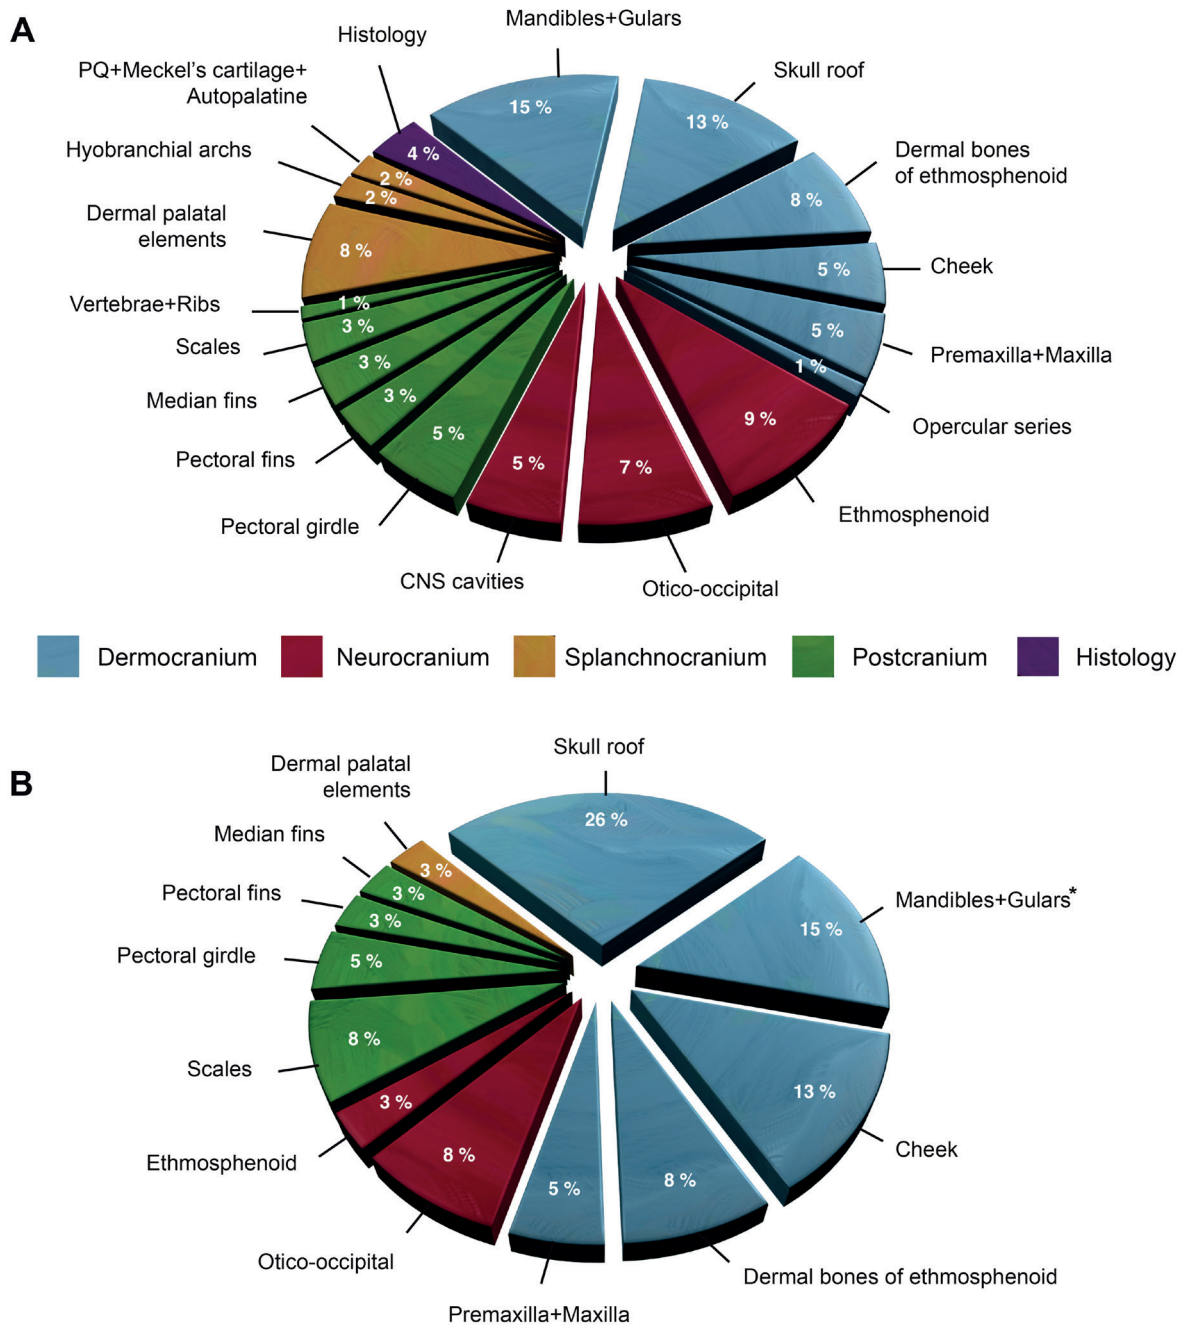 A
Mandibles+Gulars
15 %
Skull roof
13 %
Dermal bones
of ethmosphenoid
8 %
Cheek
5 %
Premaxilla+Maxilla
5 %
Opercular series
1 %
Ethmosphenoid
9 %
Otico-occipital
7 %
CNS cavities
5 %
Pectoral girdle
5 %
Pectoral fins
3 %
Median fins
3 %
Scales
3 %
Vertebrae+Ribs
1 %
Dermal palatal
elements
8 %
Hyobranchial archs
2 %
PQ+Meckel's cartilage+
Autopalatine
2 %
Histology
4 %
Dermocranium
Neurocranium
Splanchnocranium
Postcranium
Histology
B
Skull roof
26 %
Mandibles+Gulars*
15 %
Cheek
13 %
Dermal bones of ethmosphenoid
8 %
Premaxilla+Maxilla
5 %
Otico-occipital
8 %
Ethmosphenoid
3 %
Scales
8 %
Pectoral girdle
5 %
Pectoral fins
3 %
Median fins
3 %
Dermal palatal
elements
3 %